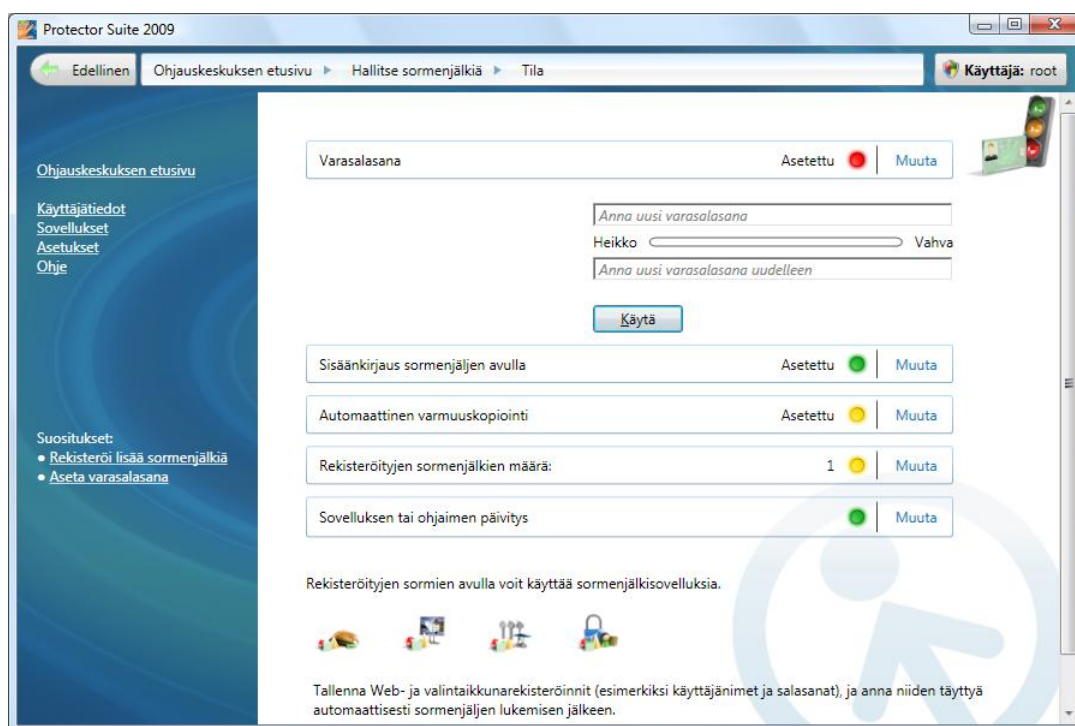 Protector Suite 2009
Edellinen Ohjauskeskuksen etusivu Hallitse sormenjälkiä Tila Käyttäjä: root
Ohjauskeskuksen etusivu
Käyttäjätiedot
Sovellukset
Asetukset
Ohje
Suositukset:
Rekisteröi lisää sormenjälkiä
Aseta varasalasana
Varasalasana Asetettu Muuta
Anna uusi varasalasana
Heikko Vahva
Anna uusi varasalasana uudelleen
Käytä
Sisäänkirjaus sormenjäljen avulla Asetettu Muuta
Automaattinen varmuuskopiointi Asetettu Muuta
Rekisteröityjen sormenjälkien määrä: 1 Muuta
Sovelluksen tai ohjaimen päivitys Muuta
Rekisteröityjen sormien avulla voit käyttää sormenjälkisovelluksia.
Tallenna Web- ja valintaikkunarekisteröinnit (esimerkiksi käyttäjänimet ja salasanat), ja anna niiden täyttyä
automaattisesti sormenjäljen lukemisen jälkeen.